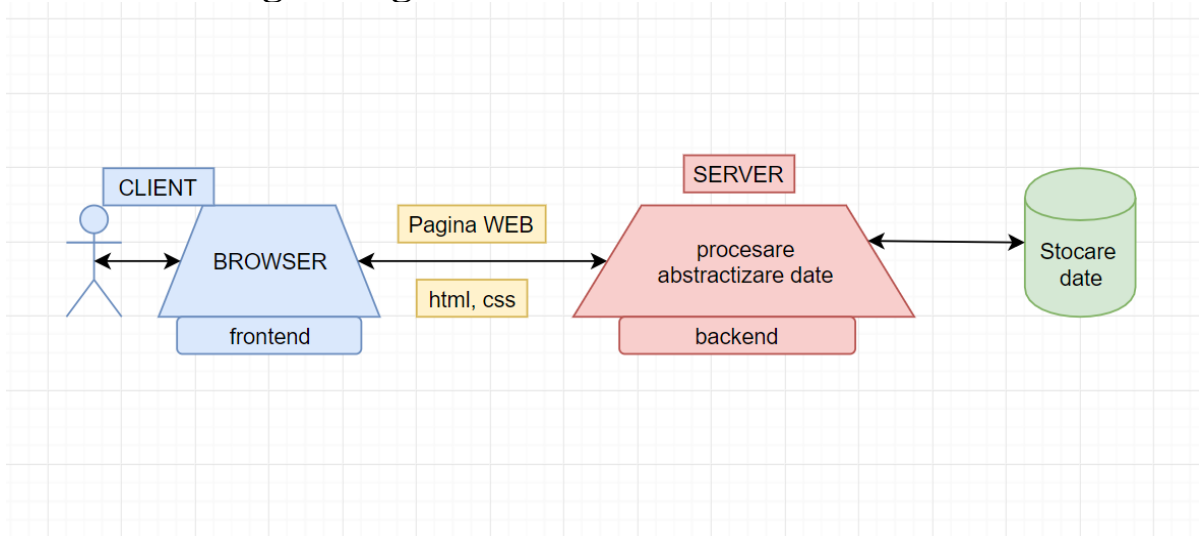 CLIENT
SERVER
Pagina WEB
BROWSER
procesare
abstractizare date
Stocare
date
html, css
frontend
backend